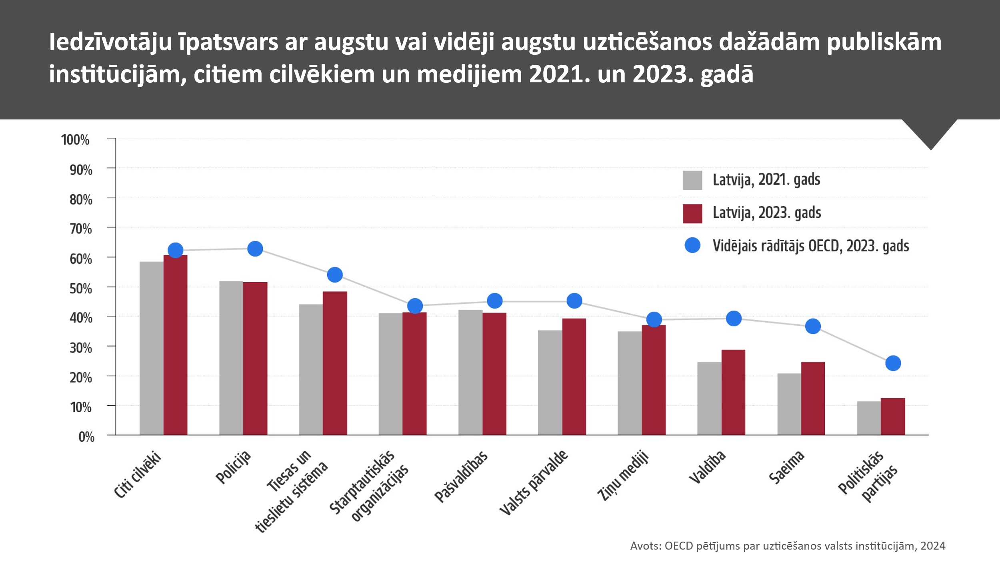 Iedzīvotāju īpatsvars ar augstu vai vidēji augstu uzticēšanos dažādām publiskām
institūcijām, citiem cilvēkiem un medijiem 2021. un 2023. gadā
100%
90%
80%
70%
60%
50%
40%
30%
20%
10%
0%
Latvija, 2021. gads
Latvija, 2023. gads
Vidējais rādītājs OECD, 2023. gads
Citi cilvēki
Policija
Tiesas un
tieslietu sistēma
Starptautiskās
organizācijas
Pašvaldības
Valsts pārvalde
Ziņu mediji
Valdība
Saeima
Politiskās
partijas
Avots: OECD pētījums par uzticēšanos valsts institūcijām, 2024